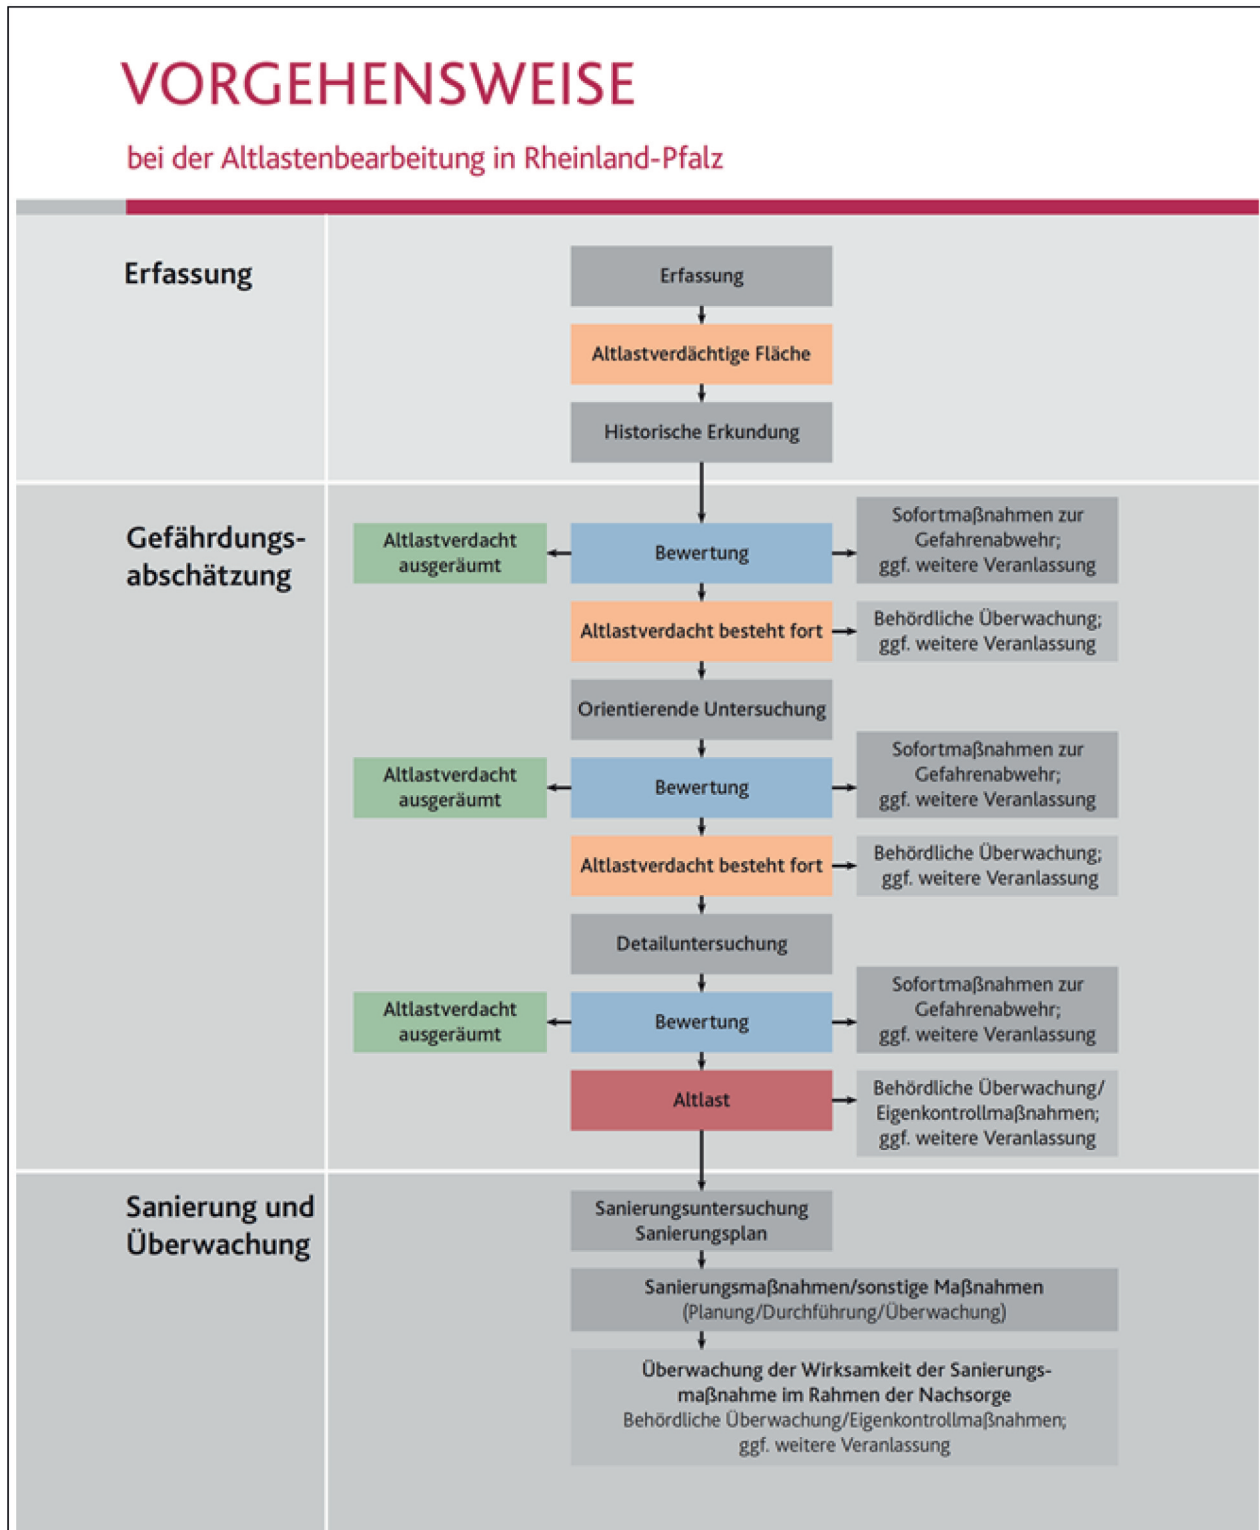 VORGEHENSWEISE
bei der Altlastenbearbeitung in Rheinland-Pfalz
Erfassung
Erfassung
Altlastverdächtige Fläche
Historische Erkundung
Gefährdungs-
abschätzung
Altlastverdacht
ausgeräumt
Bewertung
Sofortmaßnahmen zur
Gefahrenabwehr;
ggf. weitere Veranlassung
Altlastverdacht besteht fort
Behördliche Überwachung;
ggf. weitere Veranlassung
Orientierende Untersuchung
Altlastverdacht
ausgeräumt
Bewertung
Sofortmaßnahmen zur
Gefahrenabwehr;
ggf. weitere Veranlassung
Altlastverdacht besteht fort
Behördliche Überwachung;
ggf. weitere Veranlassung
Detailuntersuchung
Altlastverdacht
ausgeräumt
Bewertung
Sofortmaßnahmen zur
Gefahrenabwehr;
ggf. weitere Veranlassung
Altlast
Behördliche Überwachung/
Eigenkontrollmaßnahmen;
ggf. weitere Veranlassung
Sanierung und
Überwachung
Sanierungsuntersuchung
Sanierungsplan
Sanierungsmaßnahmen/sonstige Maßnahmen
(Planung/Durchführung/Überwachung)
Überwachung der Wirksamkeit der Sanierungs-
maßnahme im Rahmen der Nachsorge
Behördliche Überwachung/Eigenkontrollmaßnahmen;
ggf. weitere Veranlassung